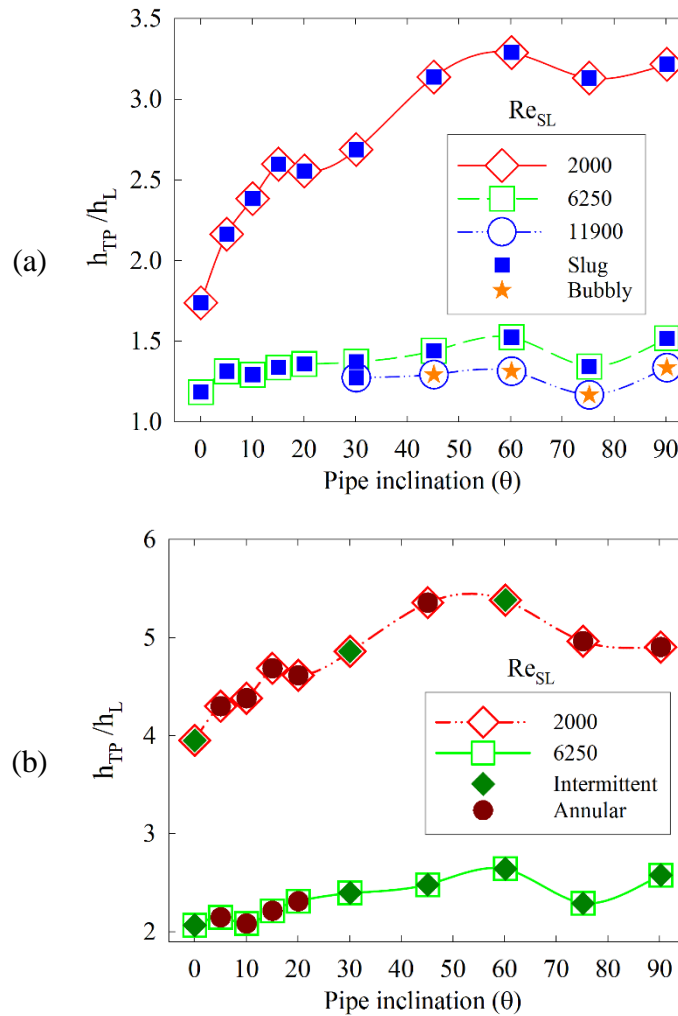 (a)
h_TP /h_L
3.5
3.0
2.5
2.0
1.5
1.0
Re_SL
2000
6250
11900
Slug
Bubbly
0 10 20 30 40 50 60 70 80 90
Pipe inclination (θ)
(b)
h_TP/h_L
6
5
4
3
2
Re_SL
2000
6250
Intermittent
Annular
0 10 20 30 40 50 60 70 80 90
Pipe inclination (θ)